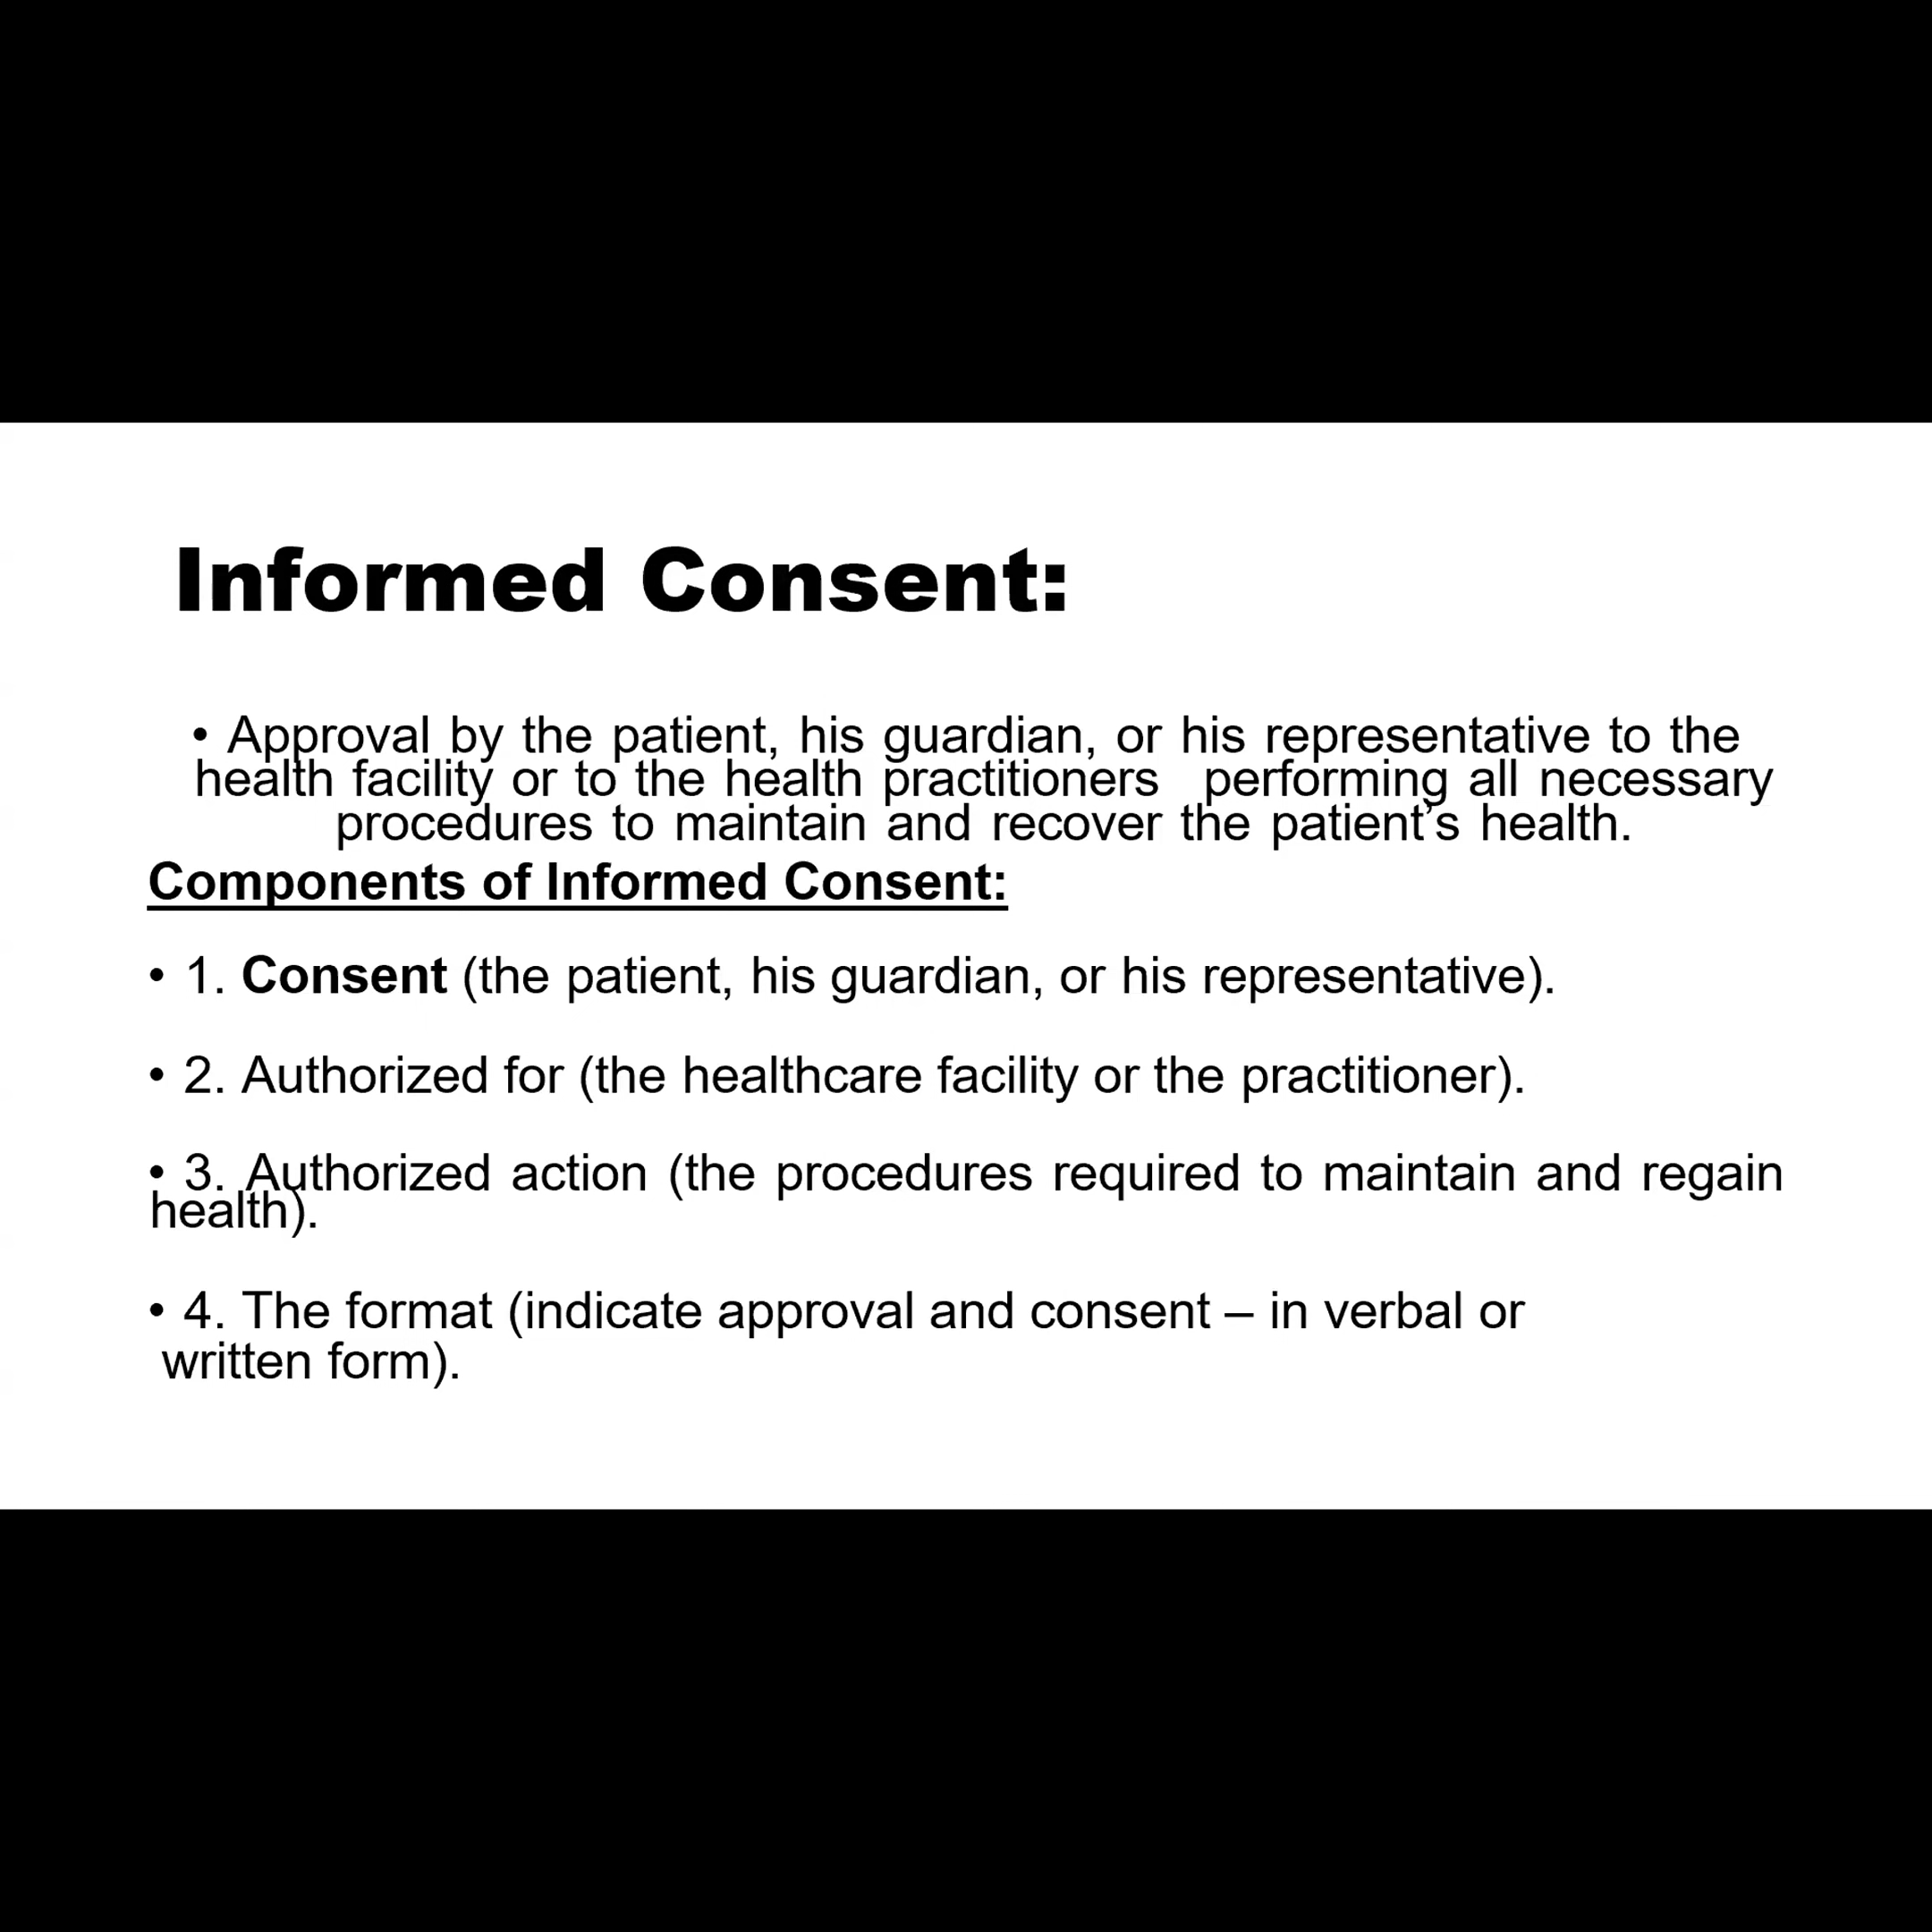 Informed Consent:
• Approval by the patient, his guardian, or his representative to the
health facility or to the health practitioners performing all necessary
procedures to maintain and recover the patient’s health.
Components of Informed Consent:
• 1. Consent (the patient, his guardian, or his representative).
• 2. Authorized for (the healthcare facility or the practitioner).
• 3. Authorized action (the procedures required to maintain and regain
health).
• 4. The format (indicate approval and consent – in verbal or
written form).